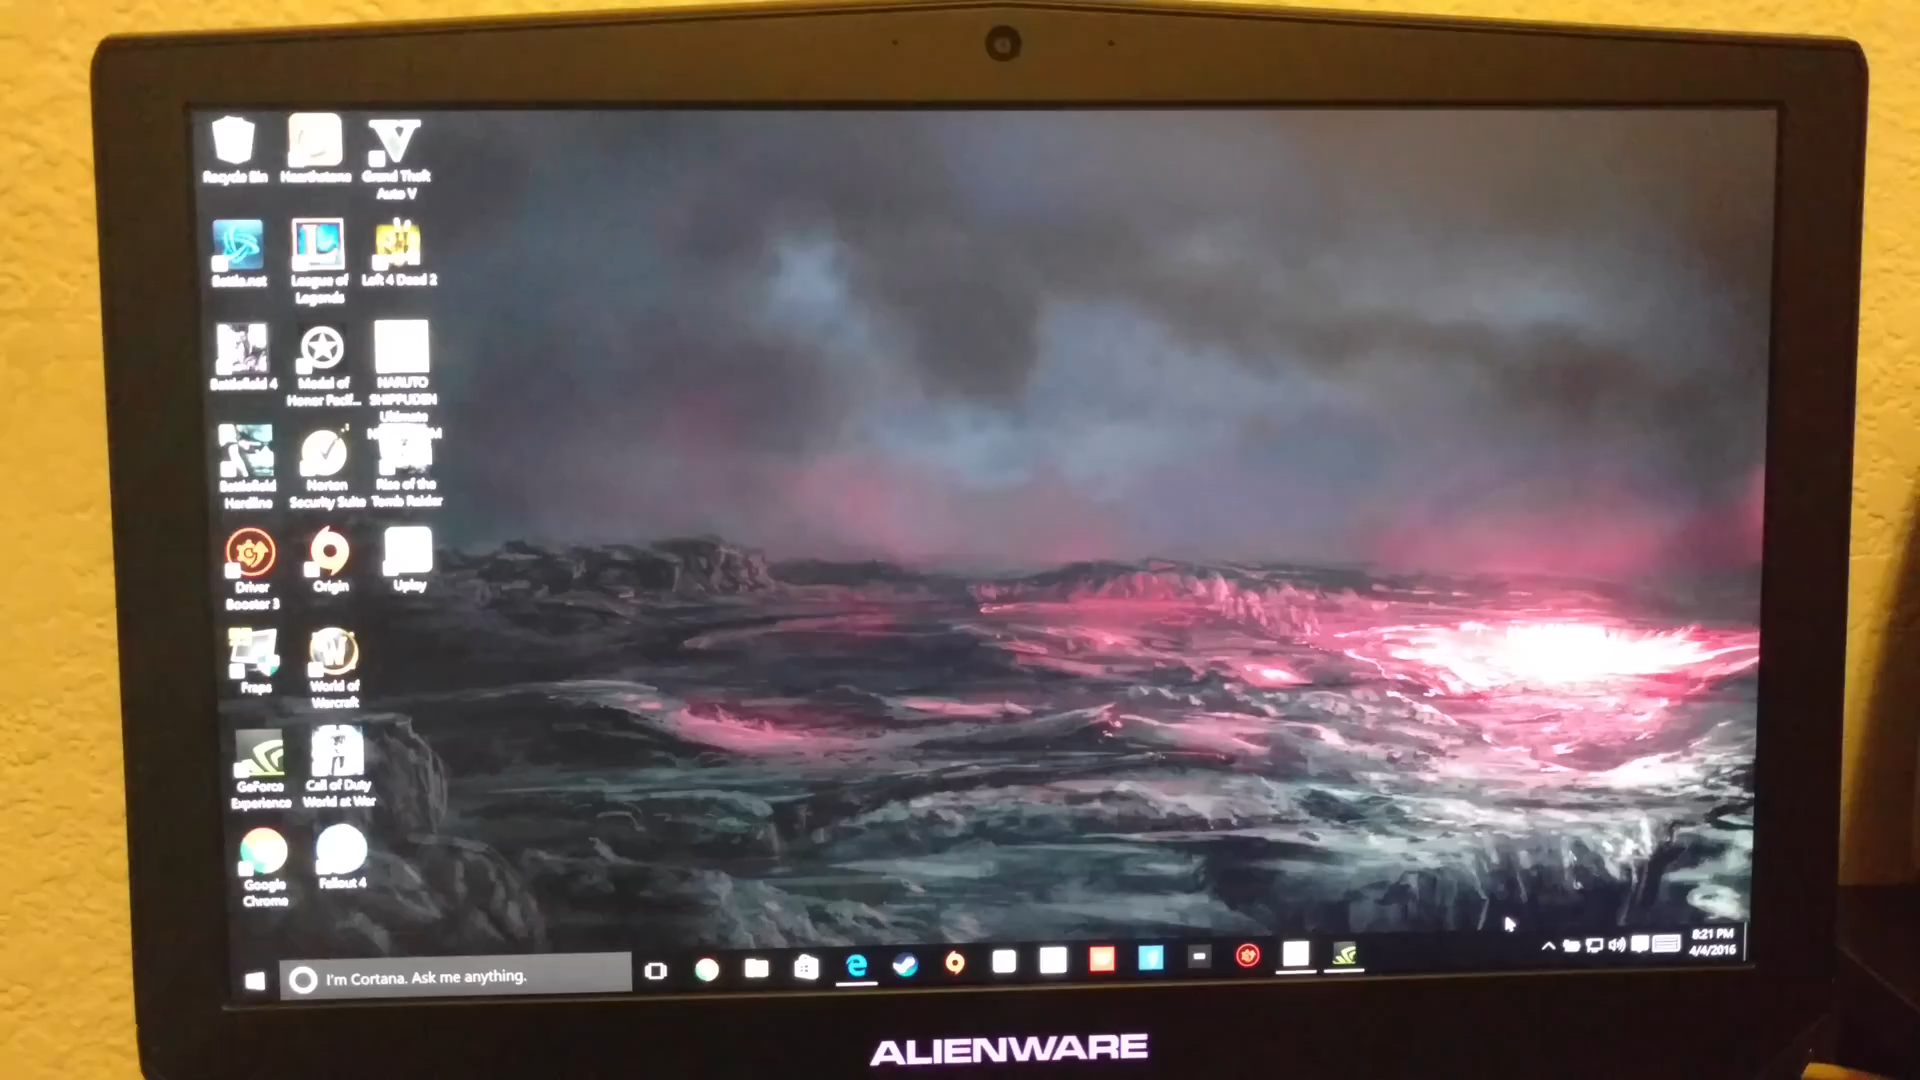 Recycle Bin
Hearthstone
Grand Theft
Auto V
Battle.net
League of
Legends
Left 4 Dead 2
Battlefield 4
Medal of
Honor Pacif...
NARUTO
SHIPPUDEN
Ultimate
Battlefield
Hardline
Norton
Security Suite
Rise of the
Tomb Raider
Driver
Booster 3
Origin
Uplay
Fraps
World of
Warcraft
GeForce
Experience
Call of Duty
World at War
Google
Chrome
Fallout 4
I'm Cortana. Ask me anything.
8:21 PM
4/4/2016
ALIENWARE